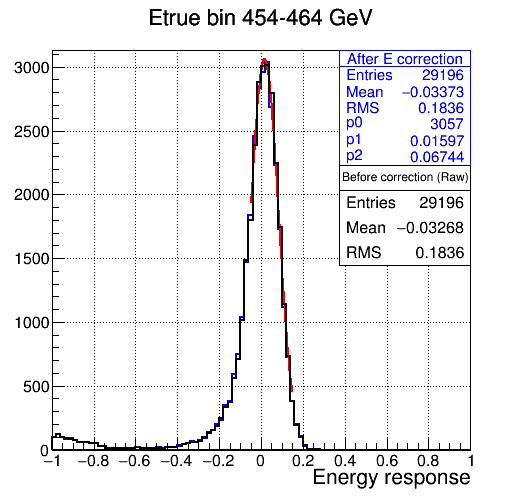 Etrue bin 454-464 GeV
After E correction
Entries 29196
Mean −0.03373
RMS 0.1836
p0 3057
p1 0.01597
p2 0.06744
Before correction (Raw)
Entries 29196
Mean −0.03268
RMS 0.1836
3000
2500
2000
1500
1000
500
0
−1 −0.8 −0.6 −0.4 −0.2 0 0.2 0.4 0.6 0.8 1
Energy response